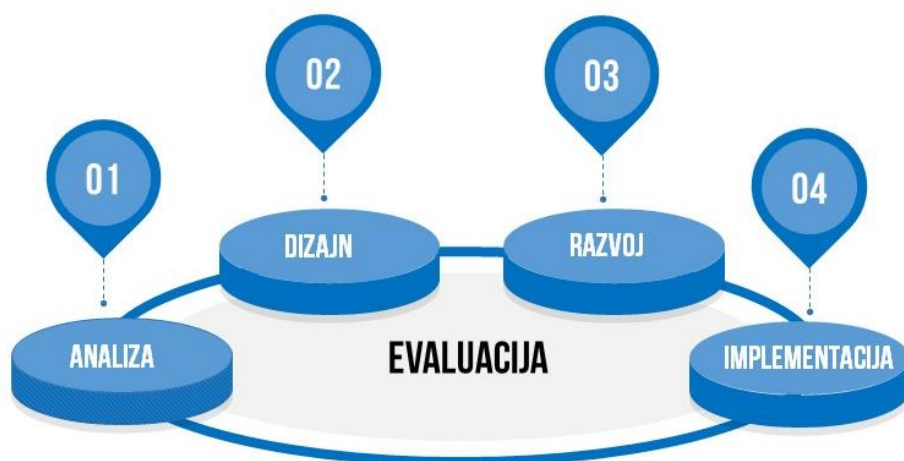 01
ANALIZA
02
DIZAJN
03
RAZVOJ
04
IMPLEMENTACIJA
EVALUACIJA